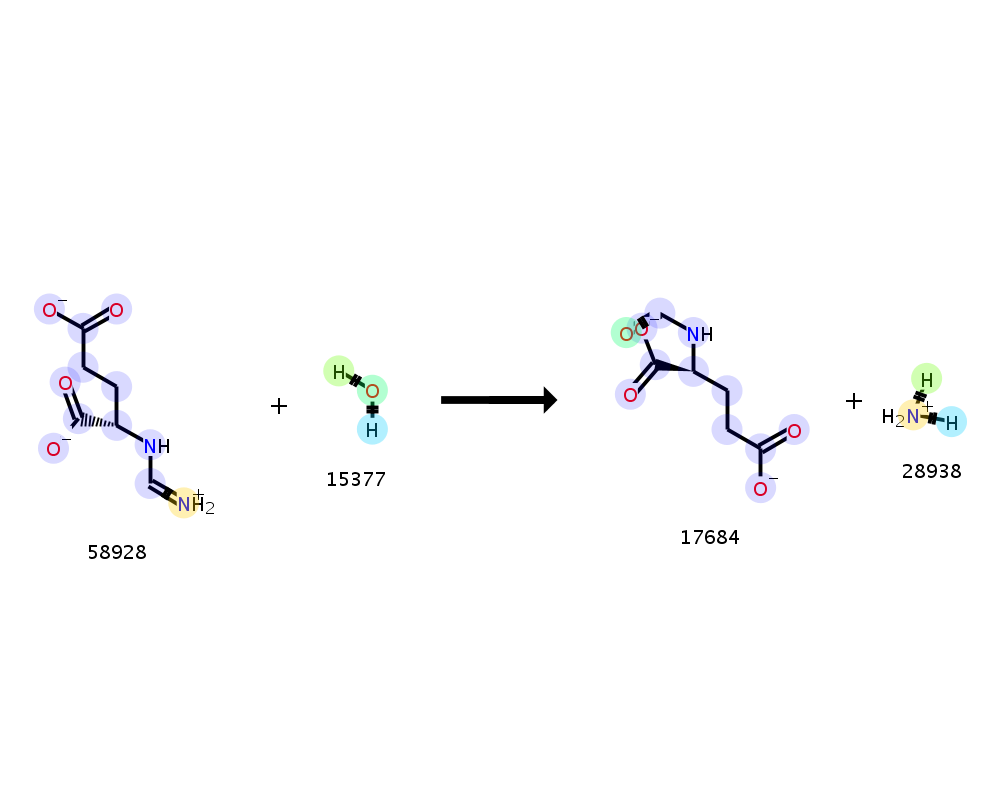 O⁻ O
O
O⁻
NH
NH₂⁺
58928
+
H
O
H
15377
O O⁻
NH
O
O
O⁻
17684
+
H
H₂N⁺ H
28938